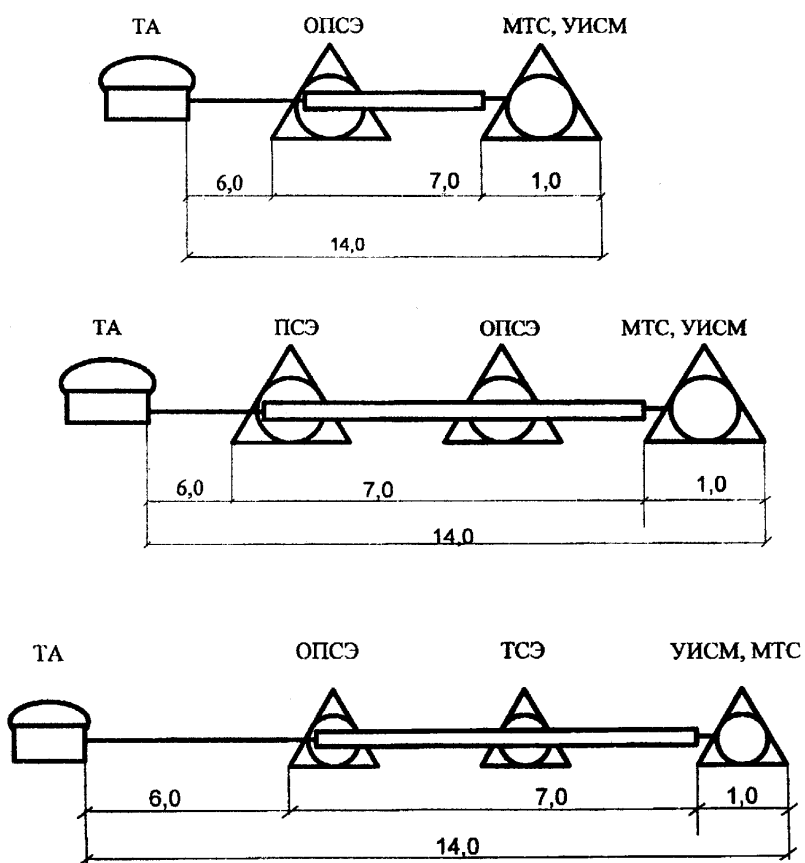 ТА ОПСЭ МТС, УИСМ
6,0 7,0 1,0
14,0
ТА ПСЭ ОПСЭ МТС, УИСМ
6,0 7,0 1,0
14,0
ТА ОПСЭ ТСЭ УИСМ, МТС
6,0 7,0 1,0
14,0